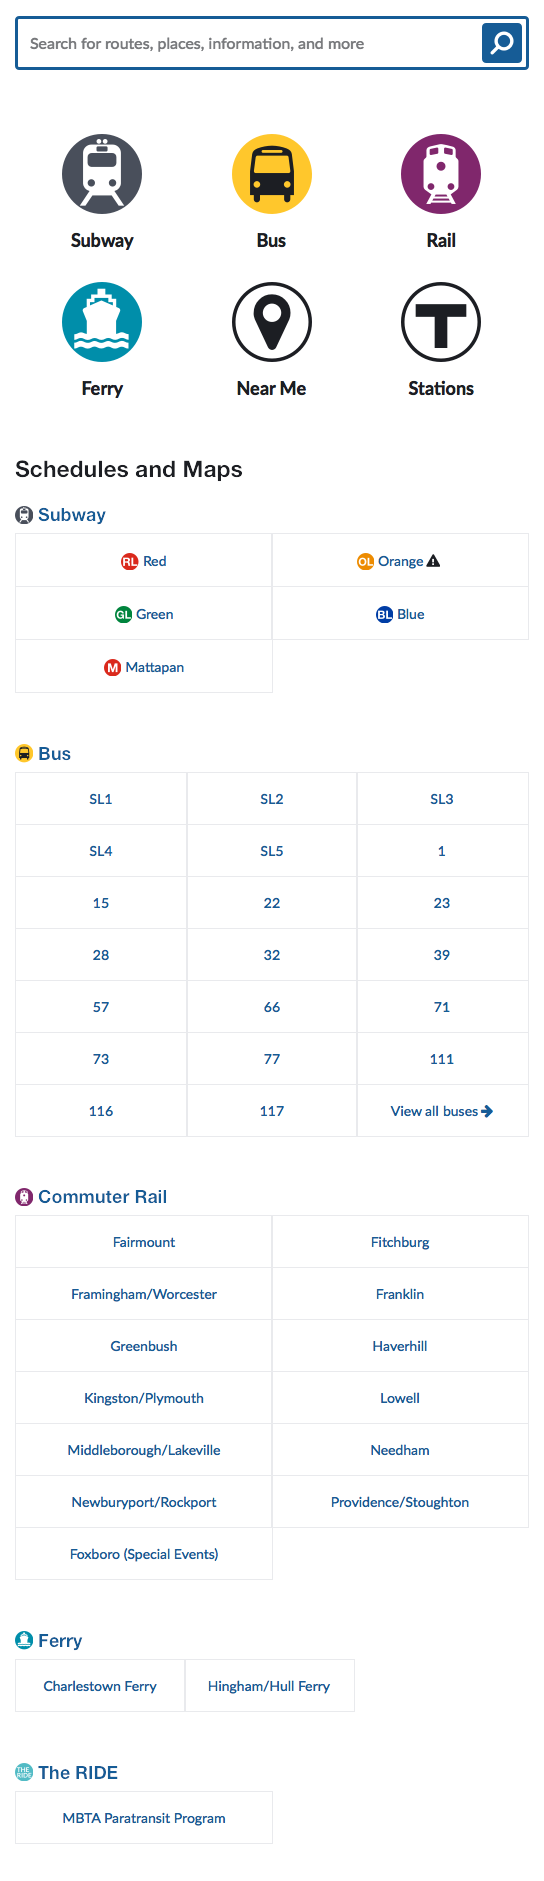 Search for routes, places, information, and more
Subway Bus Rail
T
Ferry Near Me Stations
Schedules and Maps
Subway
RL Red OL Orange
GL Green BL Blue
M Mattapan
Bus
SL1 SL2 SL3
SL4 SL5 1
15 22 23
28 32 39
57 66 71
73 77 111
116 117 View all buses
Commuter Rail
Fairmount Fitchburg
Framingham/Worcester Franklin
Greenbush Haverhill
Kingston/Plymouth Lowell
Middleborough/Lakeville Needham
Newburyport/Rockport Providence/Stoughton
Foxboro (Special Events)
Ferry
Charlestown Ferry Hingham/Hull Ferry
THE RIDE The RIDE
MBTA Paratransit Program